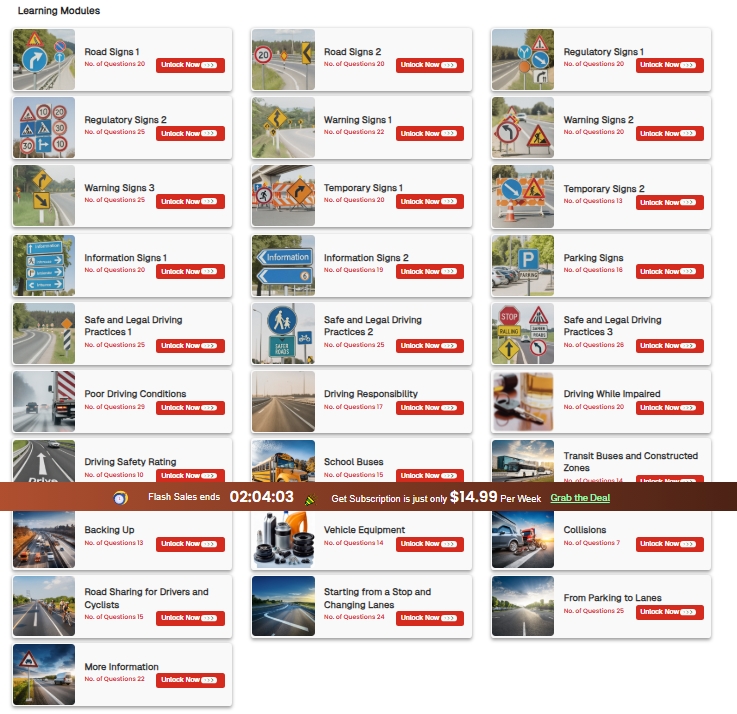 Learning Modules
Road Signs 1
No. of Questions 20
Unlock Now
Road Signs 2
No. of Questions 20
Unlock Now
Regulatory Signs 1
No. of Questions 20
Unlock Now
Regulatory Signs 2
No. of Questions 25
Unlock Now
Warning Signs 1
No. of Questions 22
Unlock Now
Warning Signs 2
No. of Questions 20
Unlock Now
Warning Signs 3
No. of Questions 25
Unlock Now
Temporary Signs 1
No. of Questions 20
Unlock Now
Temporary Signs 2
No. of Questions 13
Unlock Now
Information Signs 1
No. of Questions 20
Unlock Now
Information
Information Signs 2
No. of Questions 19
Unlock Now
P
PARKING
Parking Signs
No. of Questions 16
Unlock Now
Safe and Legal Driving
Practices 1
No. of Questions 25
Unlock Now
SAFER
ROADS
Safe and Legal Driving
Practices 2
No. of Questions 25
Unlock Now
STOP
Safe and Legal Driving
Practices 3
No. of Questions 26
Unlock Now
Poor Driving Conditions
No. of Questions 29
Unlock Now
Driving Responsibility
No. of Questions 17
Unlock Now
Driving While Impaired
No. of Questions 20
Unlock Now
Driving Safety Rating
No. of Questions 10
Unlock Now
School Buses
No. of Questions 15
Unlock Now
Transit Buses and Constructed
Zones
No. of Questions 14
Unlock Now
Flash Sales ends 02:04:03 Get Subscription is just only $14.99 Per Week Grab the Deal
Backing Up
No. of Questions 13
Unlock Now
Vehicle Equipment
No. of Questions 14
Unlock Now
Collisions
No. of Questions 7
Unlock Now
Road Sharing for Drivers and
Cyclists
No. of Questions 15
Unlock Now
Starting from a Stop and
Changing Lanes
No. of Questions 24
Unlock Now
From Parking to Lanes
No. of Questions 25
Unlock Now
More Information
No. of Questions 22
Unlock Now